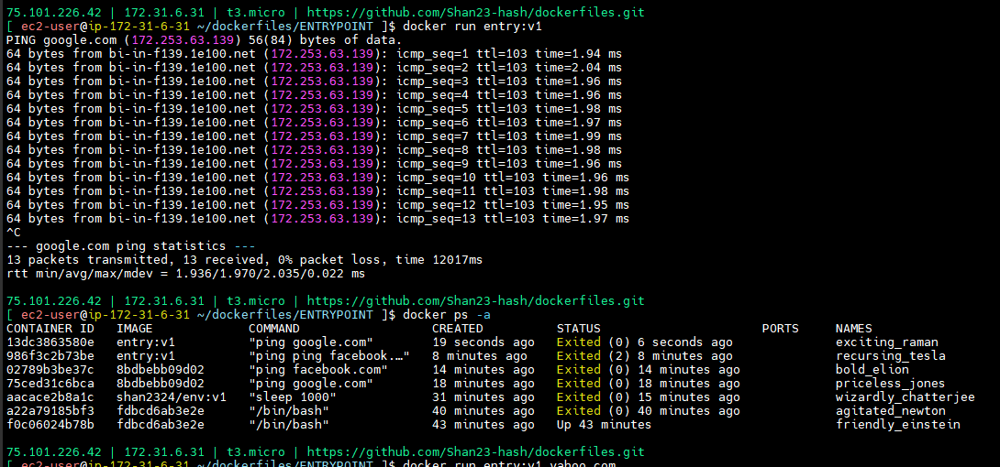 75.101.226.42 | 172.31.6.31 | t3.micro | https://github.com/Shan23-hash/dockerfiles.git
[ ec2-user@ip-172-31-6-31 ~/dockerfiles/ENTRYPOINT ]$ docker run entry:v1
PING google.com (172.253.63.139) 56(84) bytes of data.
64 bytes from bi-in-f139.1e100.net (172.253.63.139): icmp_seq=1 ttl=103 time=1.94 ms
64 bytes from bi-in-f139.1e100.net (172.253.63.139): icmp_seq=2 ttl=103 time=2.04 ms
64 bytes from bi-in-f139.1e100.net (172.253.63.139): icmp_seq=3 ttl=103 time=1.96 ms
64 bytes from bi-in-f139.1e100.net (172.253.63.139): icmp_seq=4 ttl=103 time=1.96 ms
64 bytes from bi-in-f139.1e100.net (172.253.63.139): icmp_seq=5 ttl=103 time=1.98 ms
64 bytes from bi-in-f139.1e100.net (172.253.63.139): icmp_seq=6 ttl=103 time=1.97 ms
64 bytes from bi-in-f139.1e100.net (172.253.63.139): icmp_seq=7 ttl=103 time=1.99 ms
64 bytes from bi-in-f139.1e100.net (172.253.63.139): icmp_seq=8 ttl=103 time=1.98 ms
64 bytes from bi-in-f139.1e100.net (172.253.63.139): icmp_seq=9 ttl=103 time=1.96 ms
64 bytes from bi-in-f139.1e100.net (172.253.63.139): icmp_seq=10 ttl=103 time=1.96 ms
64 bytes from bi-in-f139.1e100.net (172.253.63.139): icmp_seq=11 ttl=103 time=1.98 ms
64 bytes from bi-in-f139.1e100.net (172.253.63.139): icmp_seq=12 ttl=103 time=1.95 ms
64 bytes from bi-in-f139.1e100.net (172.253.63.139): icmp_seq=13 ttl=103 time=1.97 ms
^C
--- google.com ping statistics ---
13 packets transmitted, 13 received, 0% packet loss, time 12017ms
rtt min/avg/max/mdev = 1.936/1.970/2.035/0.022 ms
75.101.226.42 | 172.31.6.31 | t3.micro | https://github.com/Shan23-hash/dockerfiles.git
[ ec2-user@ip-172-31-6-31 ~/dockerfiles/ENTRYPOINT ]$ docker ps -a
CONTAINER ID IMAGE COMMAND CREATED STATUS PORTS NAMES
13dc3863580e entry:v1 "ping google.com" 19 seconds ago Exited (0) 6 seconds ago exciting_raman
986f3c2b73be entry:v1 "ping ping facebook.…" 8 minutes ago Exited (2) 8 minutes ago recursing_tesla
02789b3be37c 8bdbebb09d02 "ping facebook.com" 14 minutes ago Exited (0) 14 minutes ago bold_elion
75ced31c6bca 8bdbebb09d02 "ping google.com" 18 minutes ago Exited (0) 18 minutes ago priceless_jones
aacace2b8a1c shan2324/env:v1 "sleep 1000" 31 minutes ago Exited (0) 15 minutes ago wizardly_chatterjee
a22a79185bf3 fdbcd6ab3e2e "/bin/bash" 40 minutes ago Exited (0) 40 minutes ago agitated_newton
f0c06024b78b fdbcd6ab3e2e "/bin/bash" 43 minutes ago Up 43 minutes friendly_einstein
75.101.226.42 | 172.31.6.31 | t3.micro | https://github.com/Shan23-hash/dockerfiles.git
[ ec2-user@ip-172-31-6-31 ~/dockerfiles/ENTRYPOINT ]$ docker run entry:v1 yahoo.com